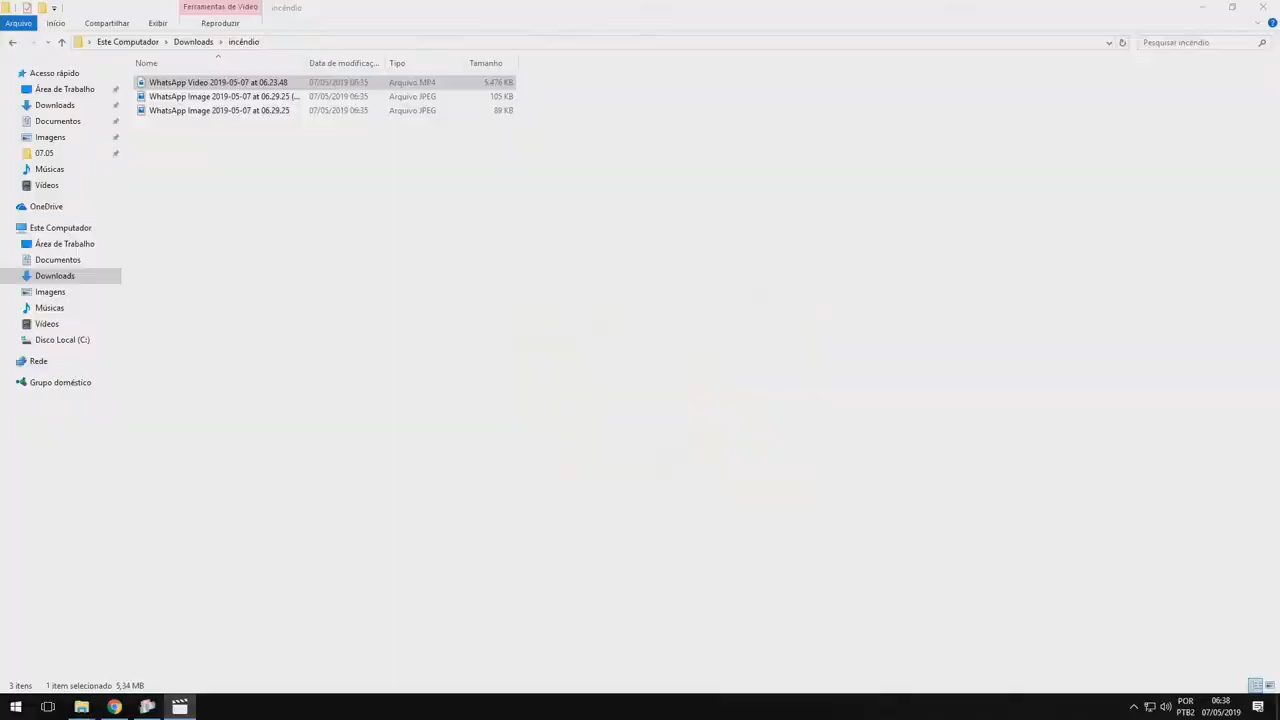 Ferramentas de Vídeo incêndio
Arquivo Início Compartilhar Exibir Reproduzir
Este Computador Downloads incêndio Pesquisar incêndio
Nome Data de modificaç... Tipo Tamanho
WhatsApp Video 2019-05-07 at 06.23.48 07/05/2019 06:35 Arquivo MP4 5.476 KB
WhatsApp Image 2019-05-07 at 06.29.25 (... 07/05/2019 06:35 Arquivo JPEG 105 KB
WhatsApp Image 2019-05-07 at 06.29.25 07/05/2019 06:35 Arquivo JPEG 89 KB
Acesso rápido
Área de Trabalho
Downloads
Documentos
Imagens
07.05
Músicas
Vídeos
OneDrive
Este Computador
Área de Trabalho
Documentos
Downloads
Imagens
Músicas
Vídeos
Disco Local (C:)
Rede
Grupo doméstico
3 itens 1 item selecionado 5,34 MB
POR 06:38
PTB2 07/05/2019